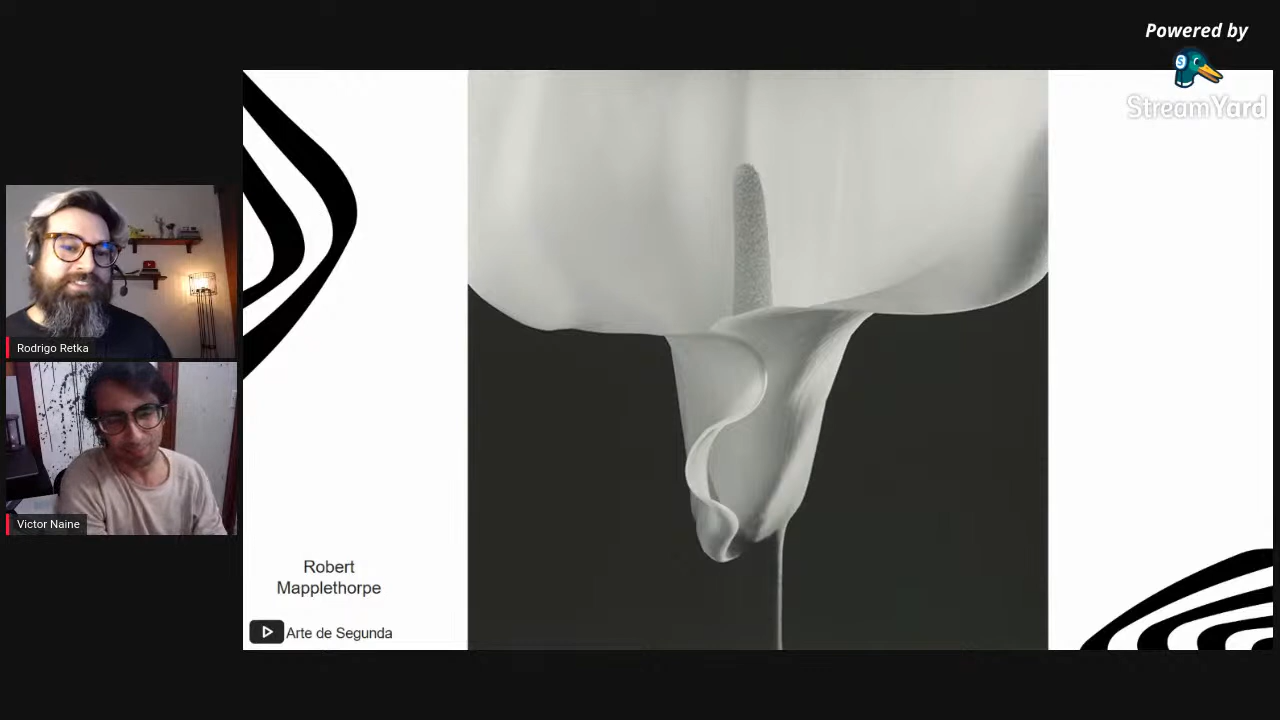 Powered by
StreamYard
Rodrigo Retka
Victor Naine
Robert
Mapplethorpe
Arte de Segunda